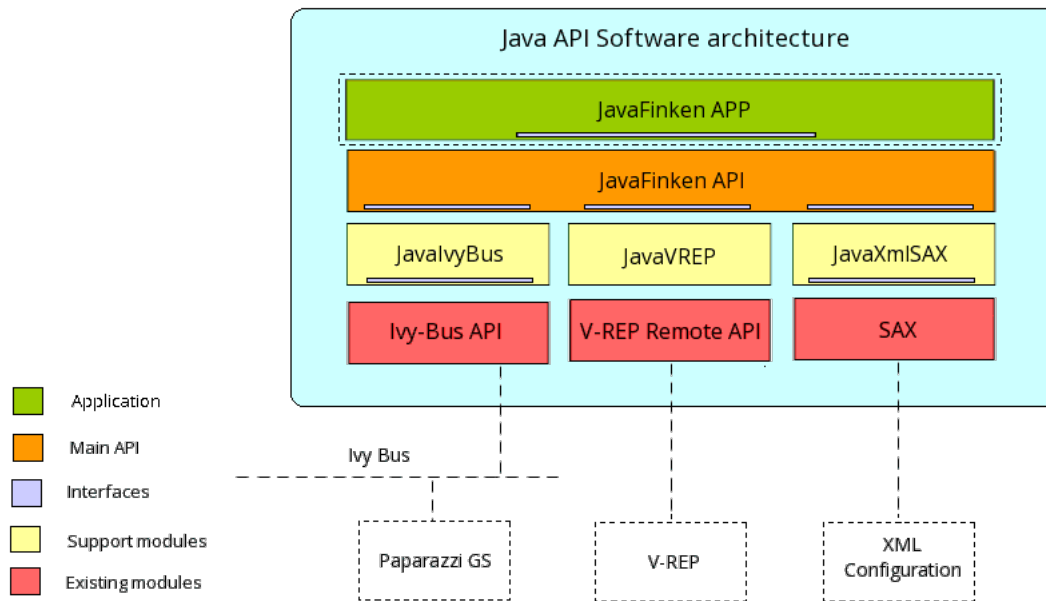 Java API Software architecture
JavaFinken APP
JavaFinken API
JavaIvyBus
JavaVREP
JavaXmlSAX
Ivy-Bus API
V-REP Remote API
SAX
Application
Main API
Interfaces
Support modules
Existing modules
Ivy Bus
Paparazzi GS
V-REP
XML
Configuration